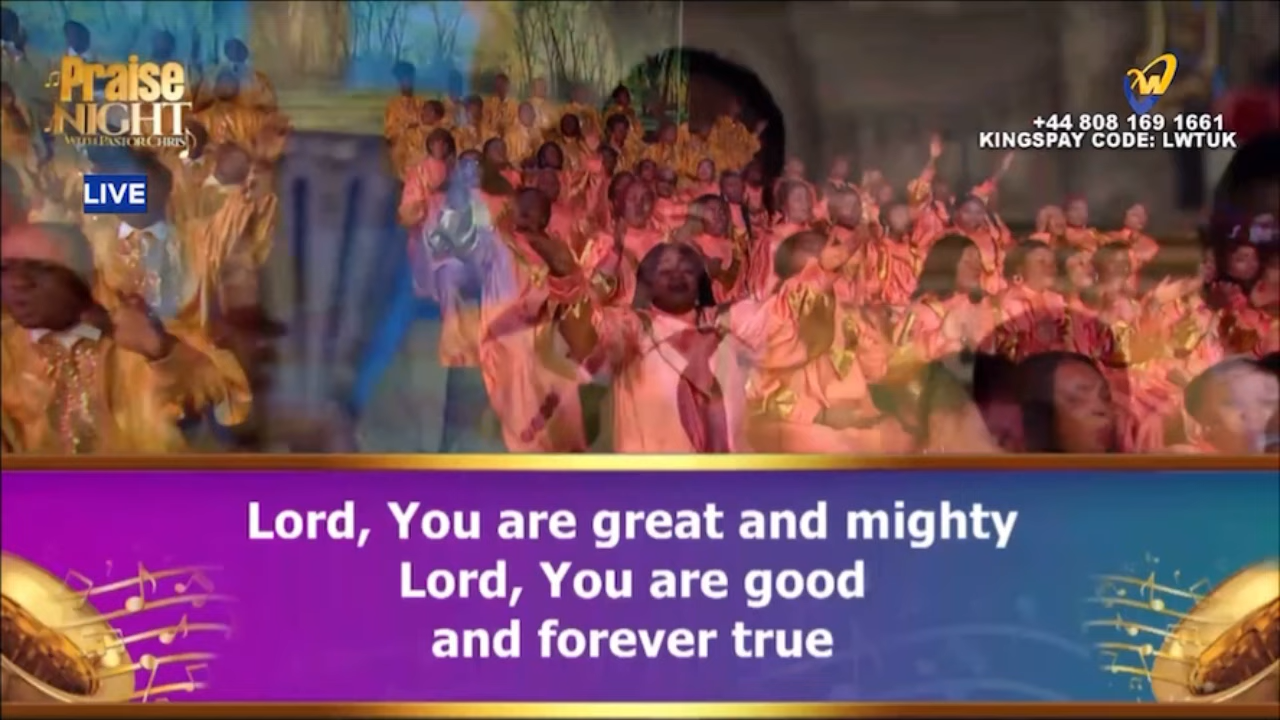 Praise
NIGHT
WITH PASTOR CHRIS
LIVE
+44 808 169 1661
KINGSPAY CODE: LWTUK
Lord, You are great and mighty
Lord, You are good
and forever true